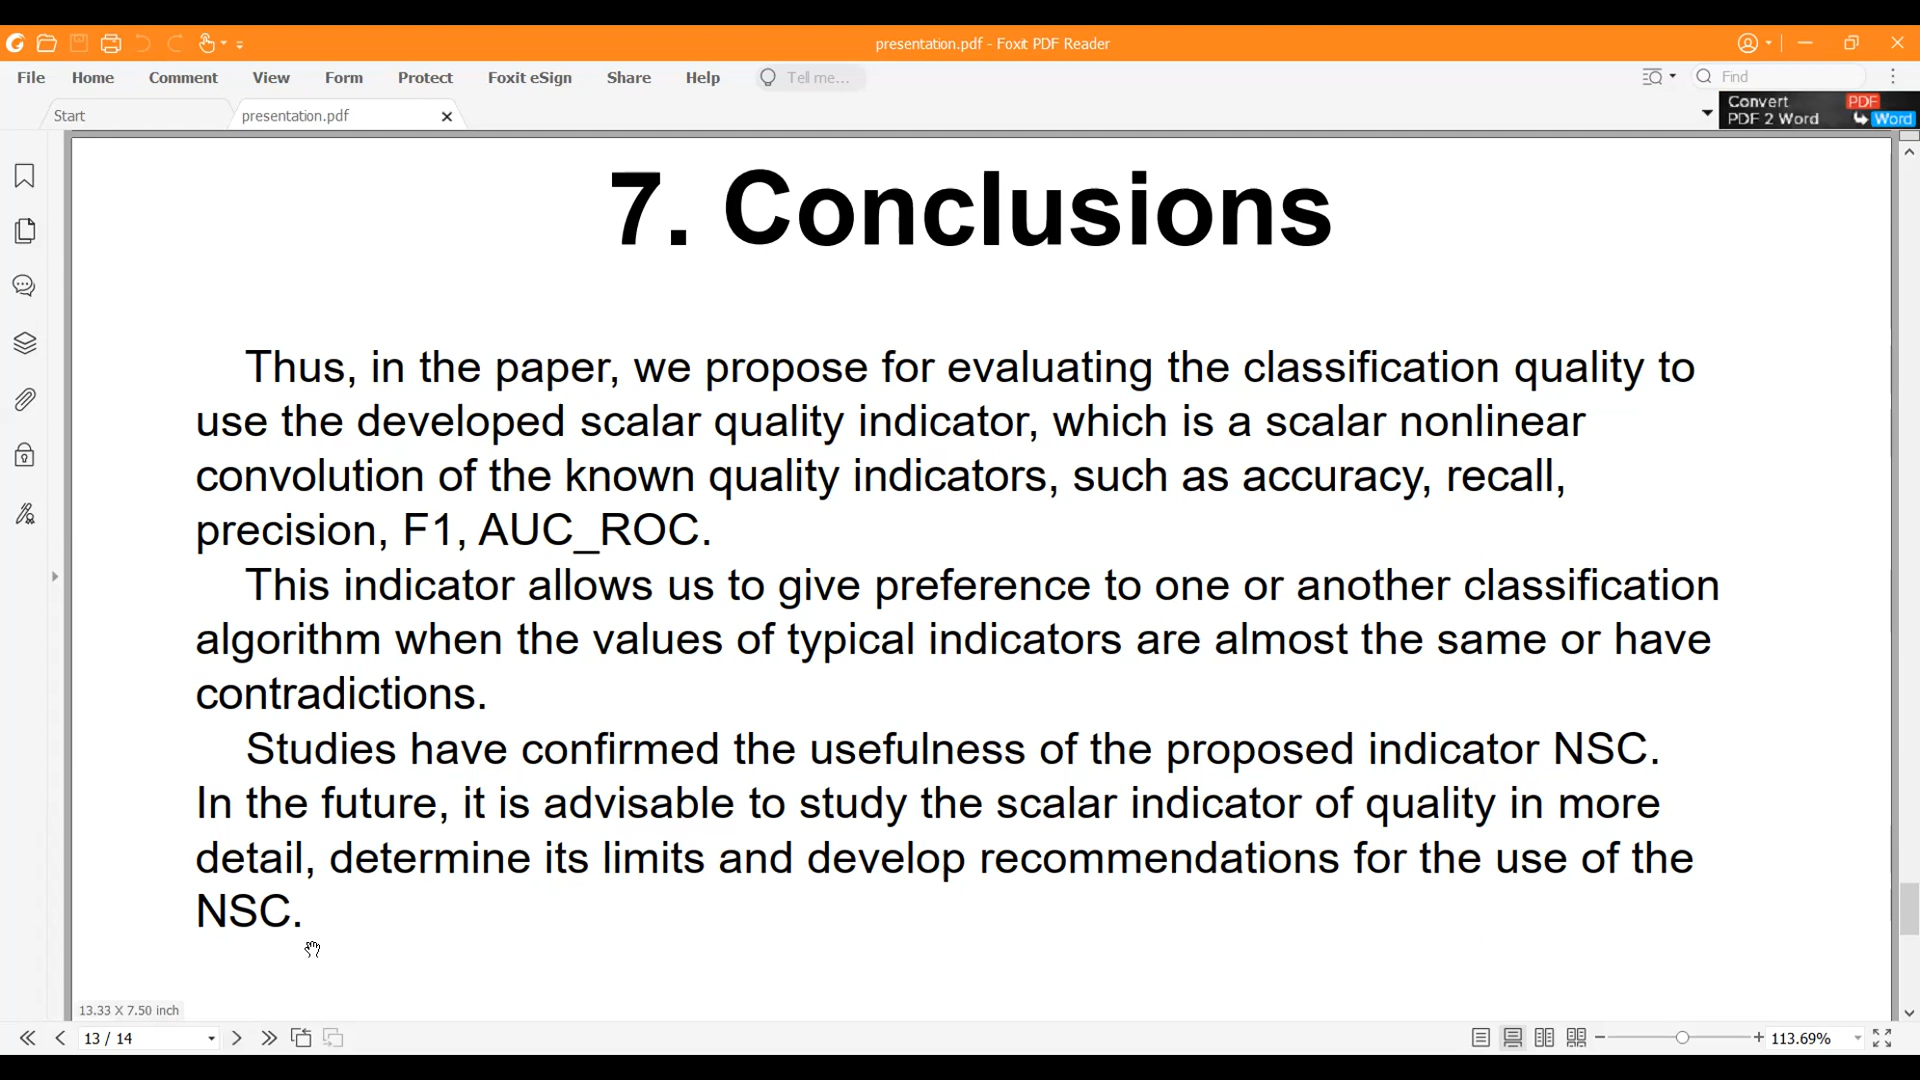 presentation.pdf - Foxit PDF Reader
File Home Comment View Form Protect Foxit eSign Share Help Tell me... Find
Start presentation.pdf
Convert PDF
PDF 2 Word Word
7. Conclusions
Thus, in the paper, we propose for evaluating the classification quality to
use the developed scalar quality indicator, which is a scalar nonlinear
convolution of the known quality indicators, such as accuracy, recall,
precision, F1, AUC_ROC.
This indicator allows us to give preference to one or another classification
algorithm when the values of typical indicators are almost the same or have
contradictions.
Studies have confirmed the usefulness of the proposed indicator NSC.
In the future, it is advisable to study the scalar indicator of quality in more
detail, determine its limits and develop recommendations for the use of the
NSC.
13.33 X 7.50 inch
13 / 14 113.69%